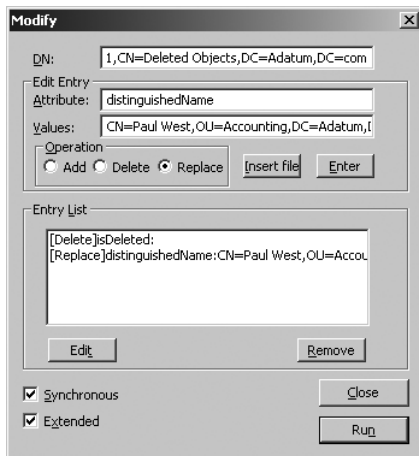 Modify
DN: 1,CN=Deleted Objects,DC=Adatum,DC=com
Edit Entry
Attribute: distinguishedName
Values: CN=Paul West,OU=Accounting,DC=Adatum,
Operation
Add Delete Replace Insert file Enter
Entry List
[Delete]isDeleted:
[Replace]distinguishedName:CN=Paul West,OU=Accou
Edit Remove
Synchronous Close
Extended Run